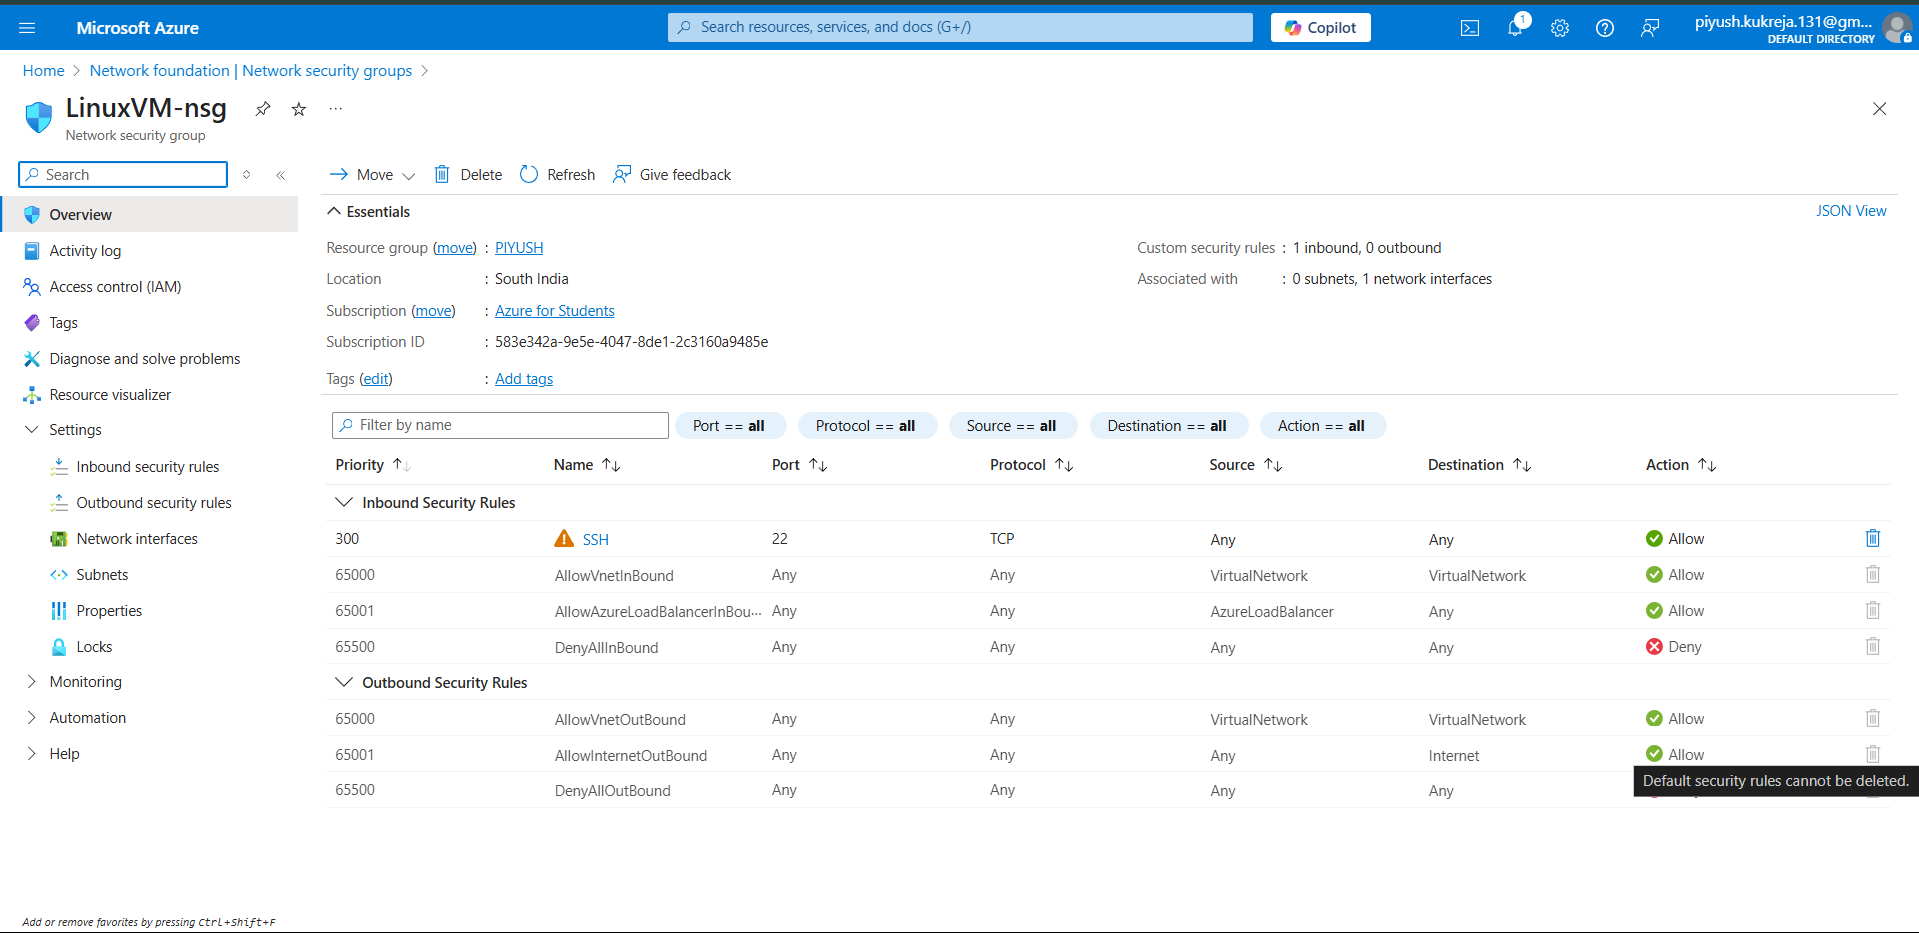 Microsoft Azure
Search resources, services, and docs (G+/)
Copilot
1
piyush.kukreja.131@gm...
DEFAULT DIRECTORY
Home > Network foundation | Network security groups >
LinuxVM-nsg
Network security group
Search
Move
Delete
Refresh
Give feedback
Overview
Activity log
Access control (IAM)
Tags
Diagnose and solve problems
Resource visualizer
Settings
Inbound security rules
Outbound security rules
Network interfaces
Subnets
Properties
Locks
Monitoring
Automation
Help
Add or remove favorites by pressing Ctrl+Shift+F
Essentials
JSON View
Resource group (move) : PIYUSH
Location : South India
Subscription (move) : Azure for Students
Subscription ID : 583e342a-9e5e-4047-8de1-2c3160a9485e
Tags (edit) : Add tags
Custom security rules : 1 inbound, 0 outbound
Associated with : 0 subnets, 1 network interfaces
Filter by name
Port == all
Protocol == all
Source == all
Destination == all
Action == all
Priority Name Port Protocol Source Destination Action
Inbound Security Rules
300 SSH 22 TCP Any Any Allow
65000 AllowVnetInBound Any Any VirtualNetwork VirtualNetwork Allow
65001 AllowAzureLoadBalancerInBou... Any Any AzureLoadBalancer Any Allow
65500 DenyAllInBound Any Any Any Any Deny
Outbound Security Rules
65000 AllowVnetOutBound Any Any VirtualNetwork VirtualNetwork Allow
65001 AllowInternetOutBound Any Any Any Internet Allow
65500 DenyAllOutBound Any Any Any Any
Default security rules cannot be deleted.